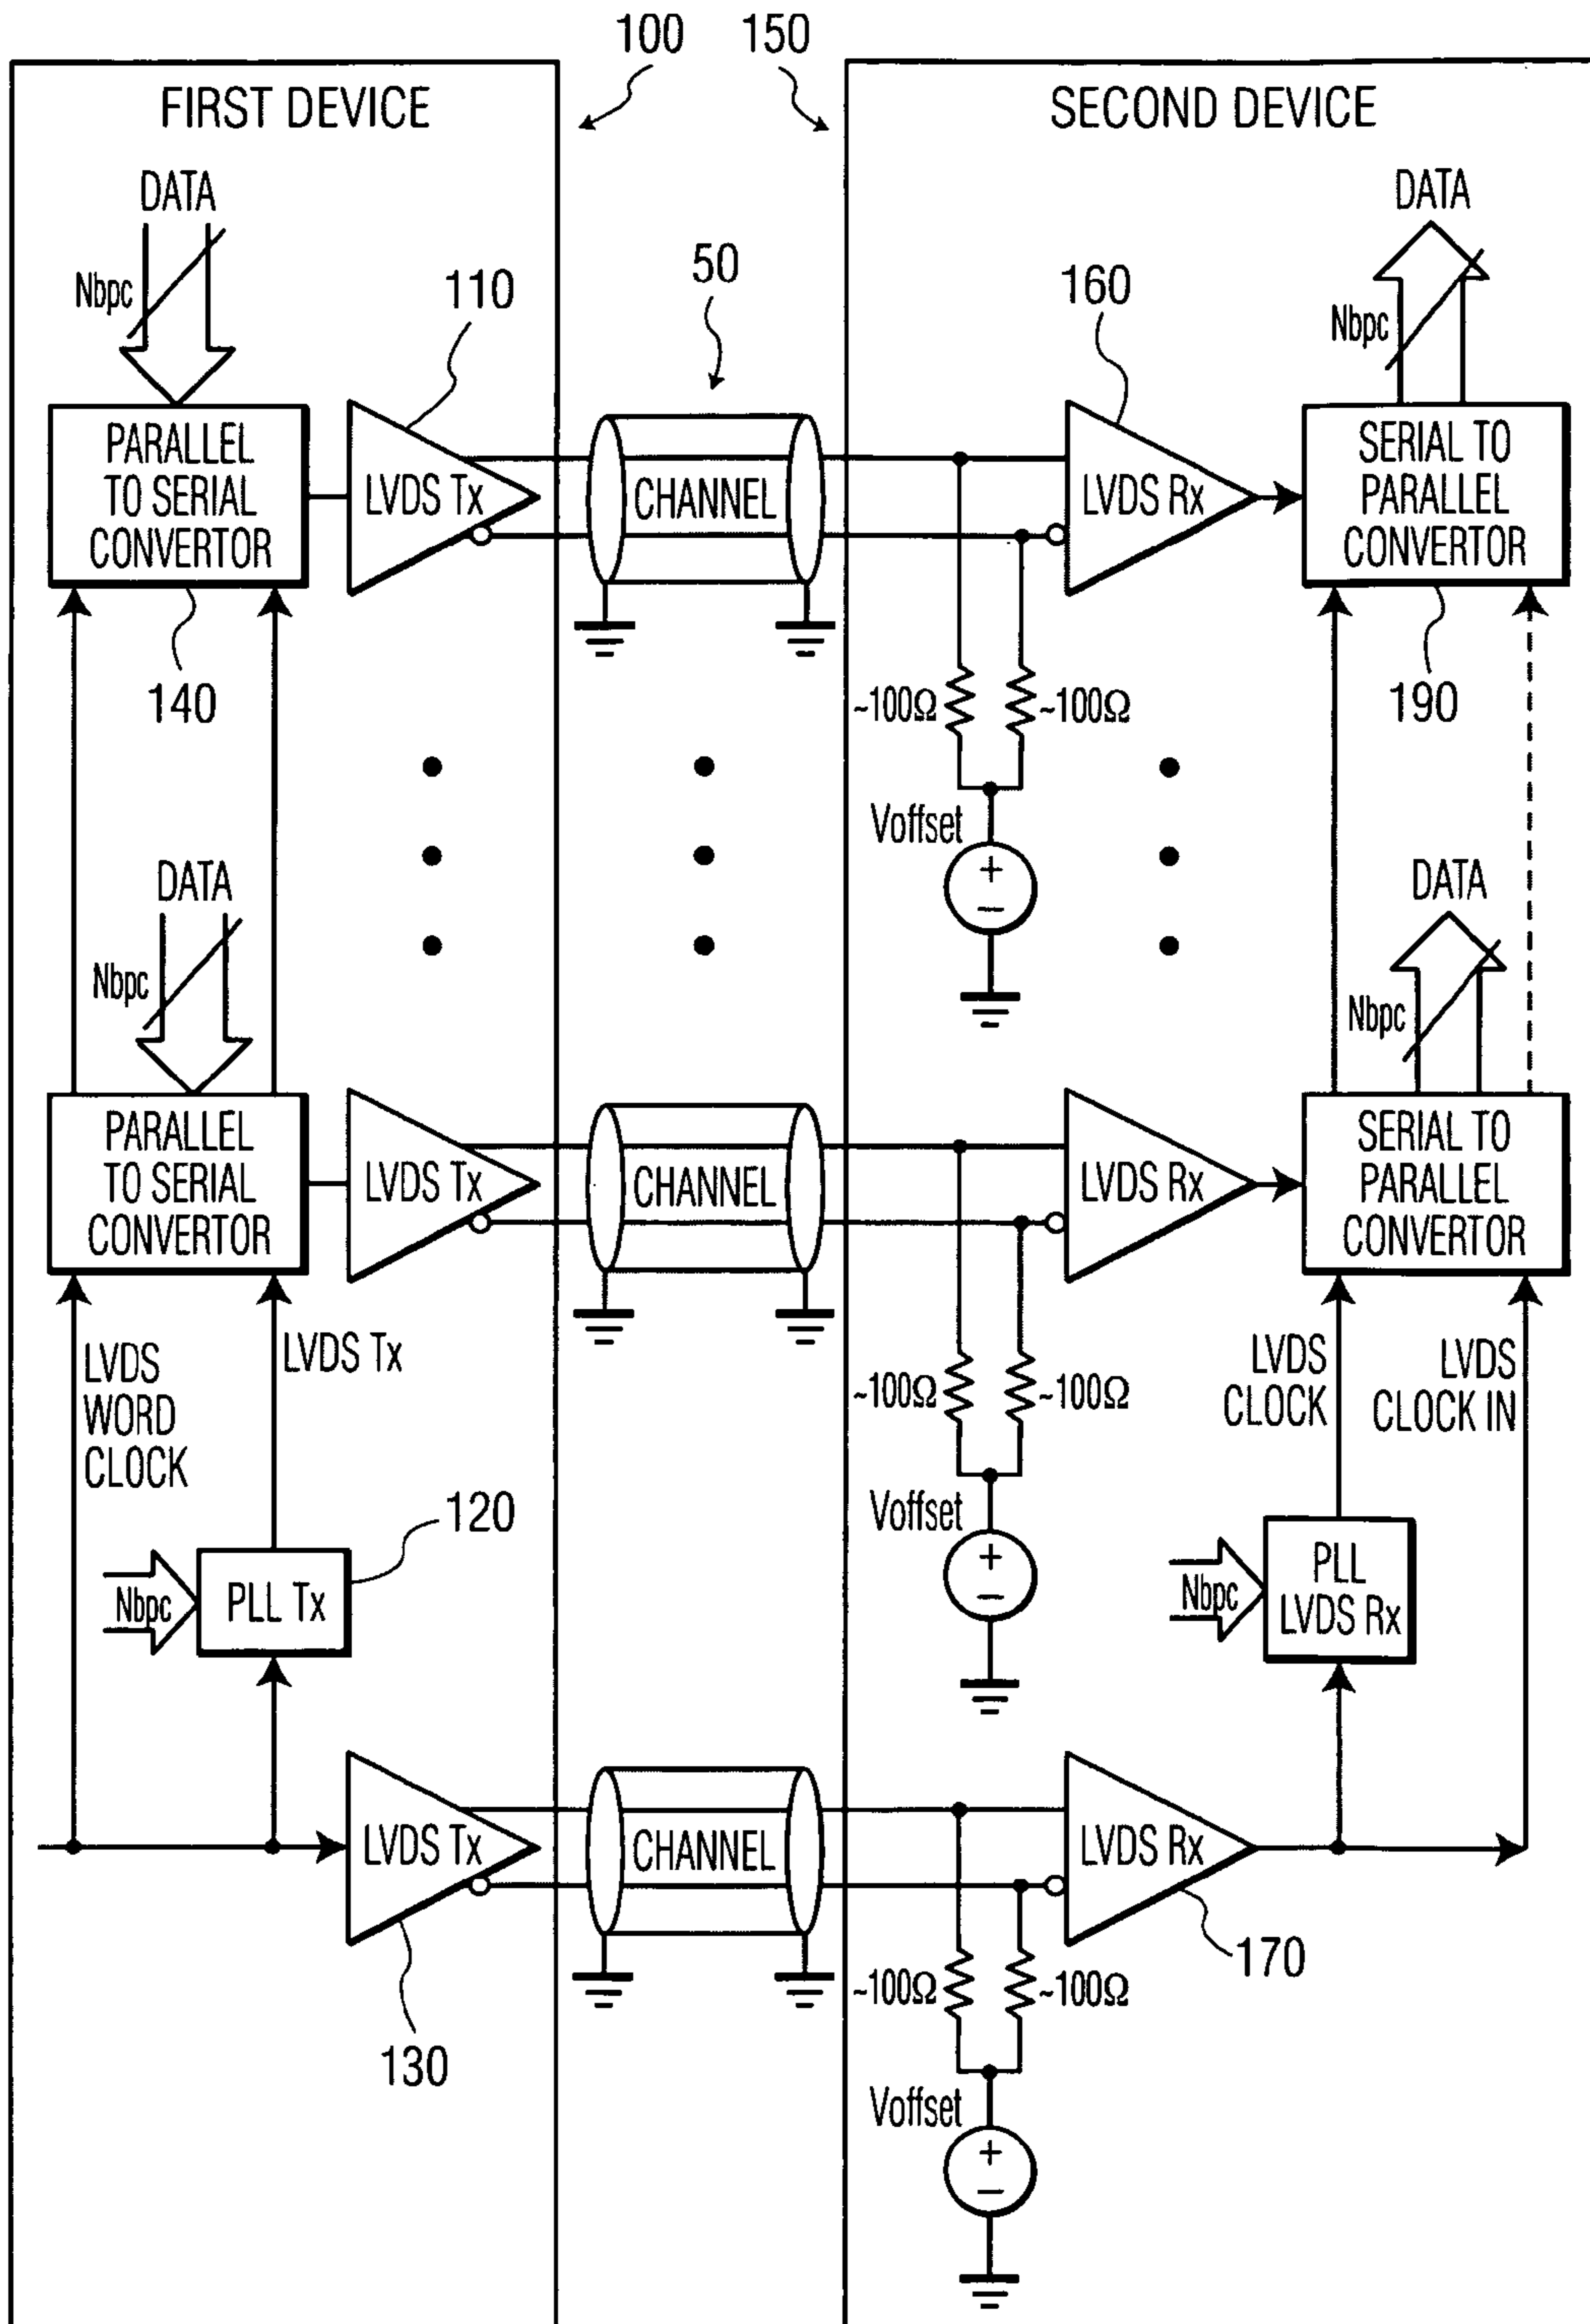 100
150
FIRST DEVICE
SECOND DEVICE
DATA
Nbpc
110
50
160
DATA
Nbpc
PARALLEL
TO SERIAL
CONVERTOR
LVDS Tx
CHANNEL
LVDS Rx
SERIAL TO
PARALLEL
CONVERTOR
140
~100Ω
~100Ω
190
Voffset
+
−
DATA
Nbpc
DATA
Nbpc
PARALLEL
TO SERIAL
CONVERTOR
LVDS Tx
CHANNEL
LVDS Rx
SERIAL TO
PARALLEL
CONVERTOR
LVDS
WORD
CLOCK
LVDS Tx
~100Ω
~100Ω
LVDS
CLOCK
LVDS
CLOCK IN
120
Voffset
+
−
Nbpc
PLL Tx
Nbpc
PLL
LVDS Rx
LVDS Tx
CHANNEL
LVDS Rx
130
~100Ω
~100Ω
170
Voffset
+
−